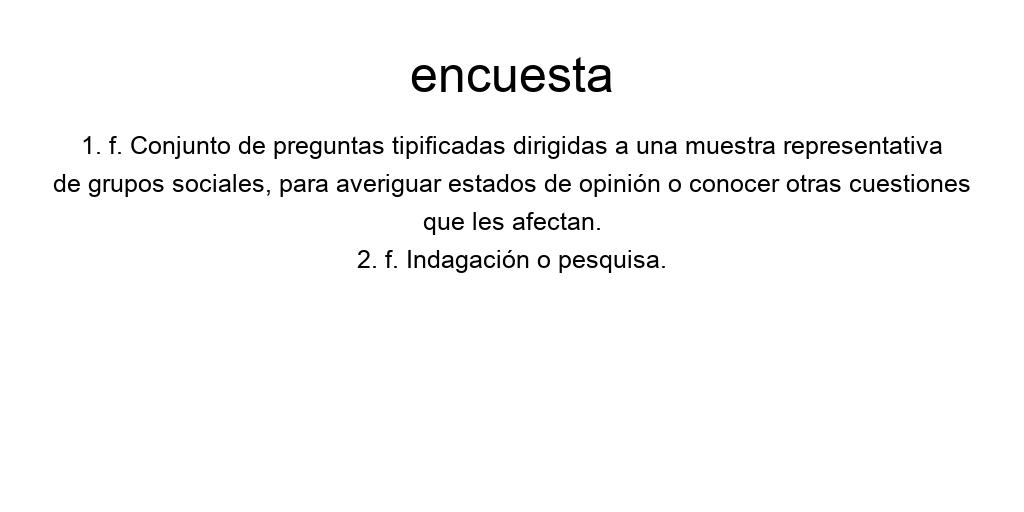 encuesta
1. f. Conjunto de preguntas tipificadas dirigidas a una muestra representativa
de grupos sociales, para averiguar estados de opinión o conocer otras cuestiones
que les afectan.
2. f. Indagación o pesquisa.